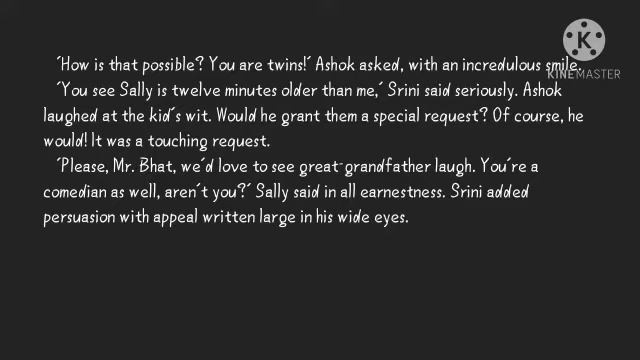 'How is that possible? You are twins!' Ashok asked, with an incredulous smile.
'You see Sally is twelve minutes older than me,' Srini said seriously. Ashok
laughed at the kid's wit. Would he grant them a special request? Of course, he
would! It was a touching request.
'Please, Mr. Bhat, we'd love to see great-grandfather laugh. You're a
comedian as well, aren't you?' Sally said in all earnestness. Srini added
persuasion with appeal written large in his wide eyes.
K
KINEMASTER